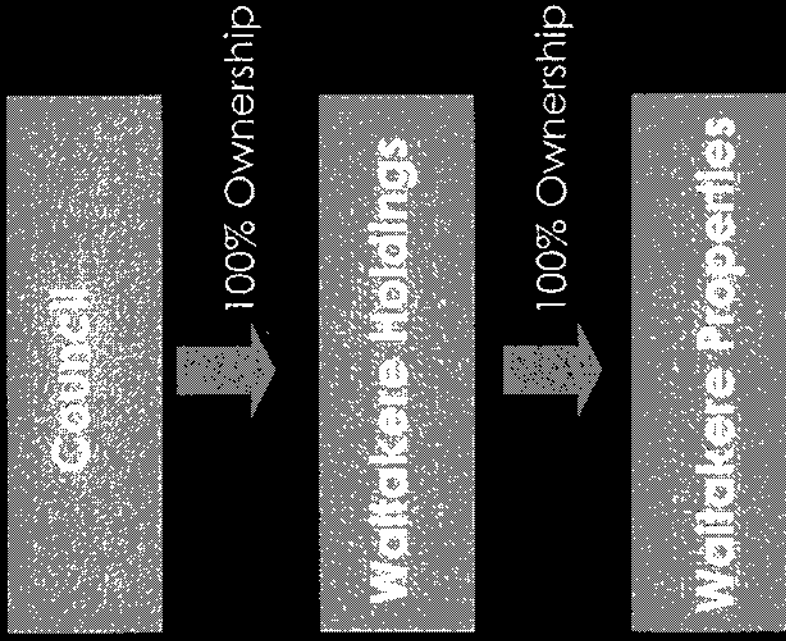 Council
100% Ownership
Waitakere Holdings
100% Ownership
Waitakere Properties